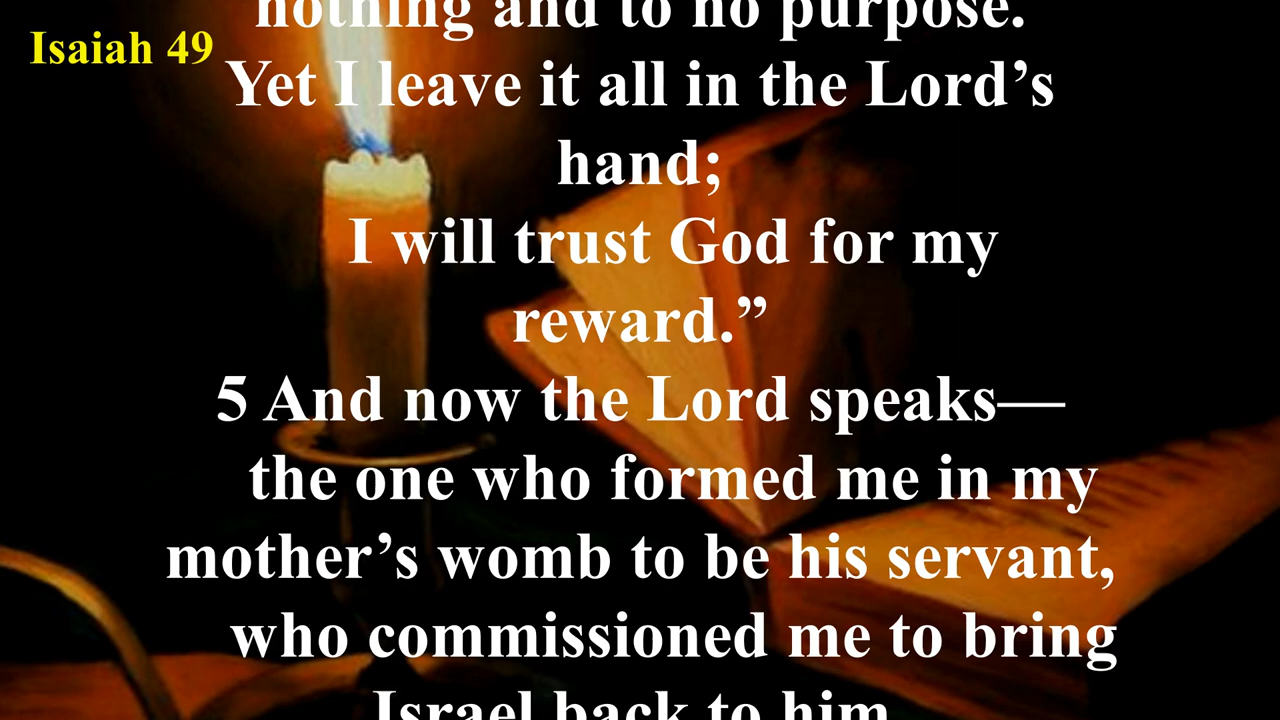 Isaiah 49
nothing and to no purpose.
Yet I leave it all in the Lord’s
hand;
I will trust God for my
reward.”
5 And now the Lord speaks—
the one who formed me in my
mother’s womb to be his servant,
who commissioned me to bring
Israel back to him